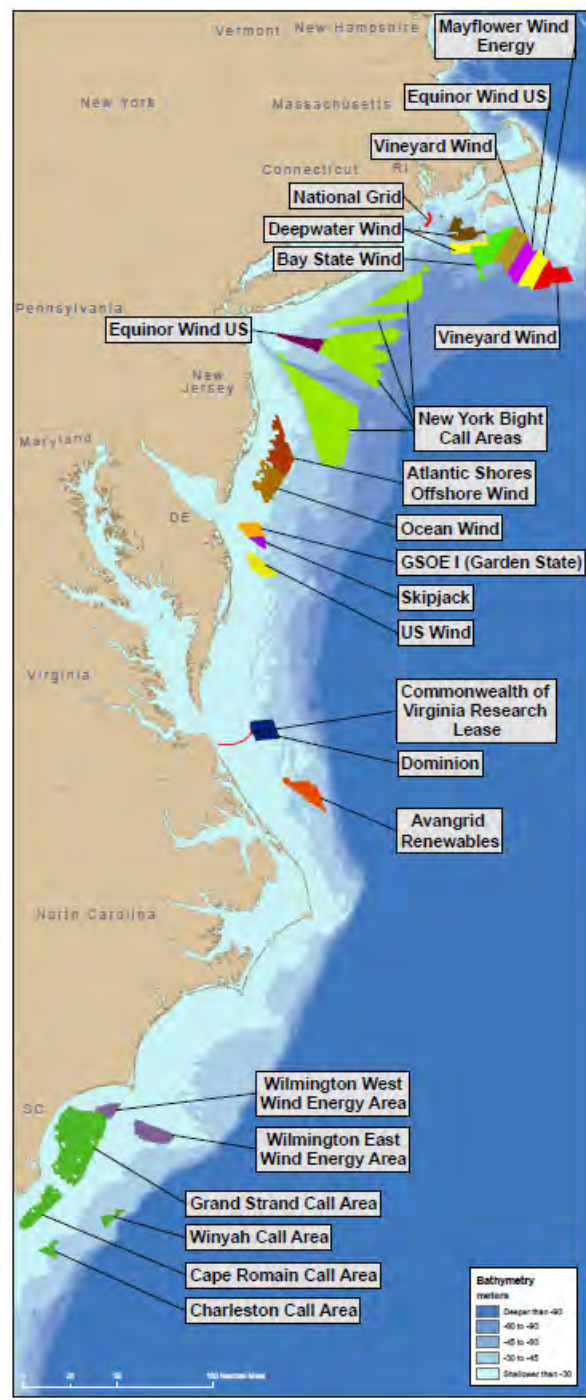 Vermont
New Hampshire
Mayflower Wind
Energy
New York
Massachusetts
Equinor Wind US
Vineyard Wind
Connecticut
RI
National Grid
Deepwater Wind
Bay State Wind
Pennsylvania
Equinor Wind US
Vineyard Wind
New
Jersey
New York Bight
Call Areas
Maryland
Atlantic Shores
Offshore Wind
DE
Ocean Wind
GSOE I (Garden State)
Skipjack
US Wind
Virginia
Commonwealth of
Virginia Research
Lease
Dominion
Avangrid
Renewables
North Carolina
Wilmington West
Wind Energy Area
SC
Wilmington East
Wind Energy Area
Grand Strand Call Area
Winyah Call Area
Cape Romain Call Area
Charleston Call Area
Bathymetry
meters
Deeper than -90
-60 to -90
-45 to -60
-30 to -45
Shallower than -30
0
100 Nautical Miles